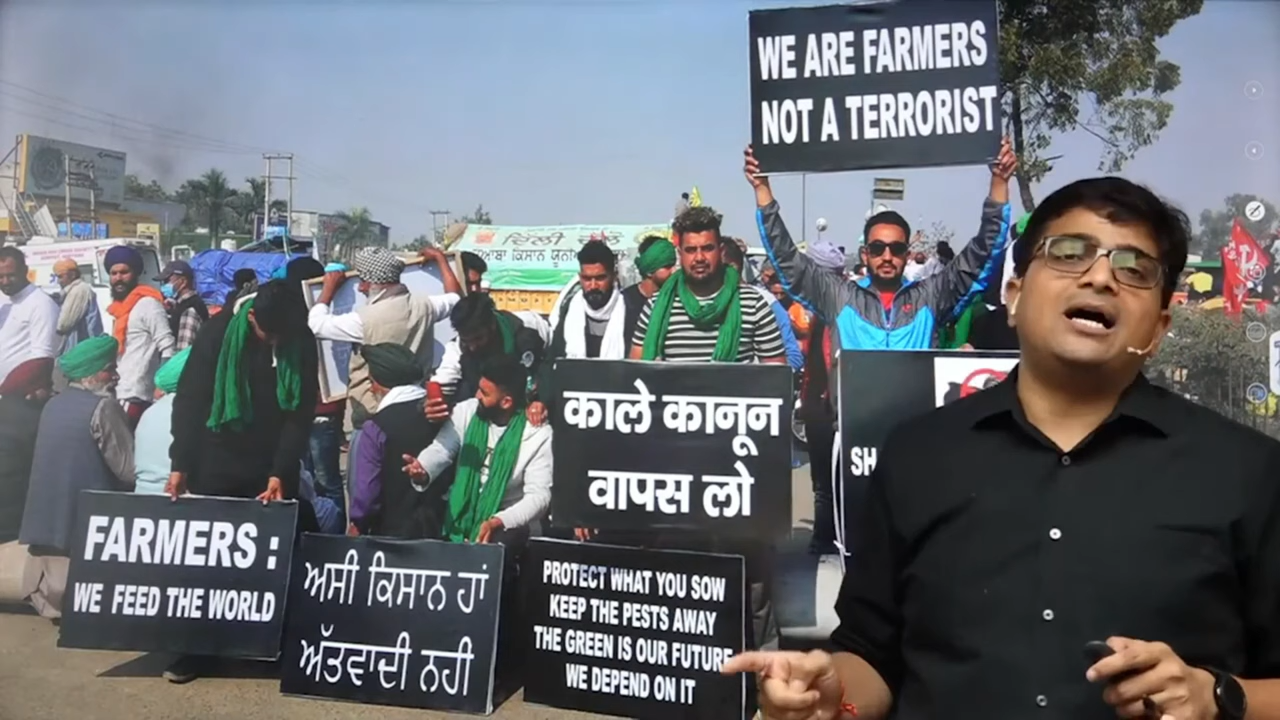 WE ARE FARMERS
NOT A TERRORIST
काले कानून
वापस लो
SH
FARMERS :
WE FEED THE WORLD
ਅਸੀ ਕਿਸਾਨ ਹਾਂ
ਅੱਤਵਾਦੀ ਨਹੀ
PROTECT WHAT YOU SOW
KEEP THE PESTS AWAY
THE GREEN IS OUR FUTURE
WE DEPEND ON IT